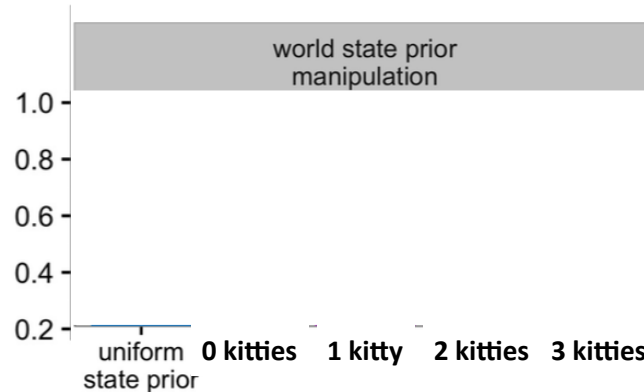 world state prior
manipulation
1.0
0.8
0.6
0.4
0.2
uniform
state prior
0 kitties
1 kitty
2 kitties
3 kitties